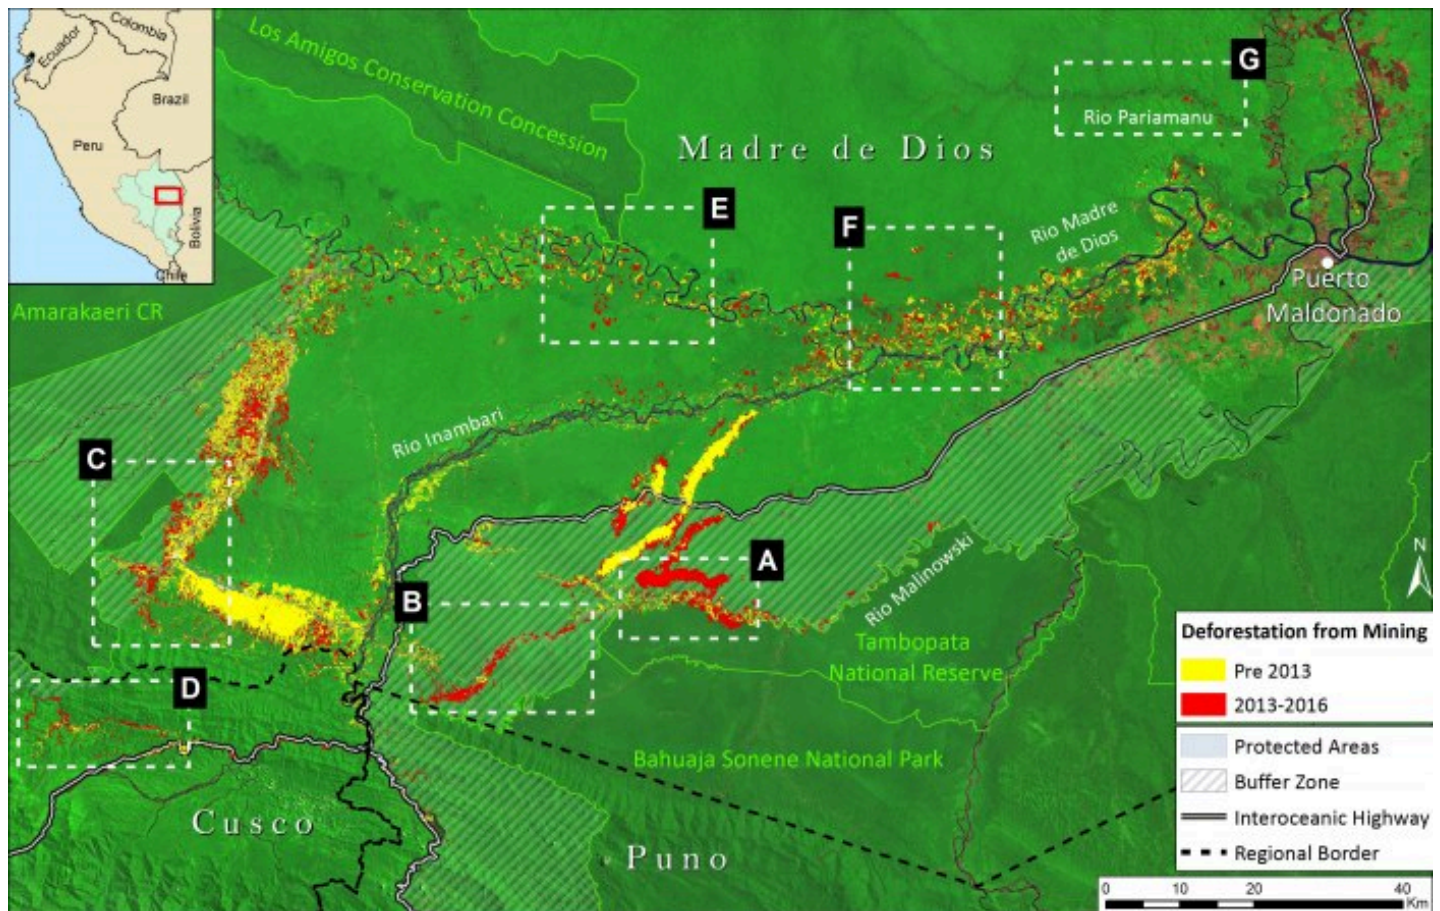 Colombia
Ecuador
Brazil
Peru
Bolivia
Chile
Los Amigos Conservation Concession
G
Rio Pariamanu
Madre de Dios
E
F
Rio Madre
de Dios
Puerto
Maldonado
Amarakaeri CR
Rio Inambari
C
A
B
Rio Malinowski
Tambopata
National Reserve
D
Bahuaja Sonene National Park
Cusco
Puno
N
Deforestation from Mining
Pre 2013
2013-2016
Protected Areas
Buffer Zone
Interoceanic Highway
Regional Border
0 10 20 40
Km